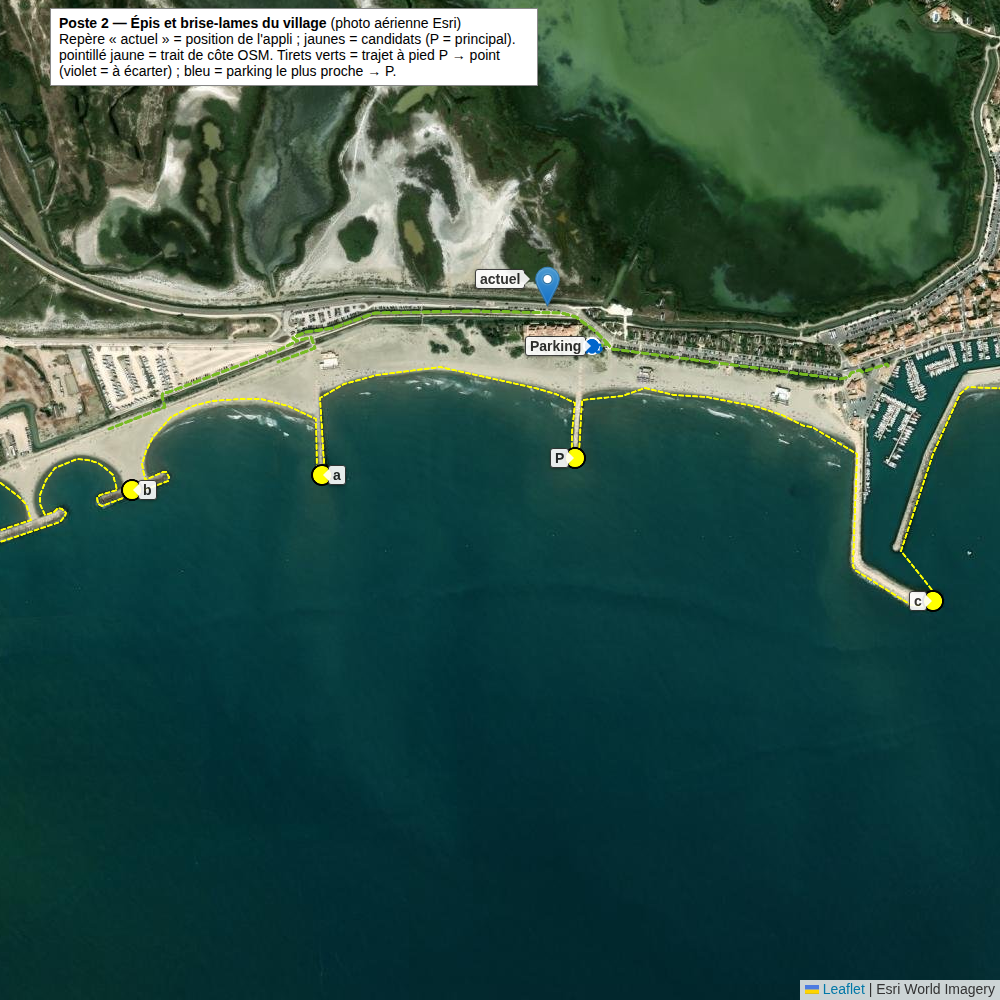 Poste 2 — Épis et brise-lames du village (photo aérienne Esri)
Repère « actuel » = position de l'appli ; jaunes = candidats (P = principal).
pointillé jaune = trait de côte OSM. Tirets verts = trajet à pied P → point
(violet = à écarter) ; bleu = parking le plus proche → P.
actuel
Parking
P
a
b
c
Leaflet | Esri World Imagery